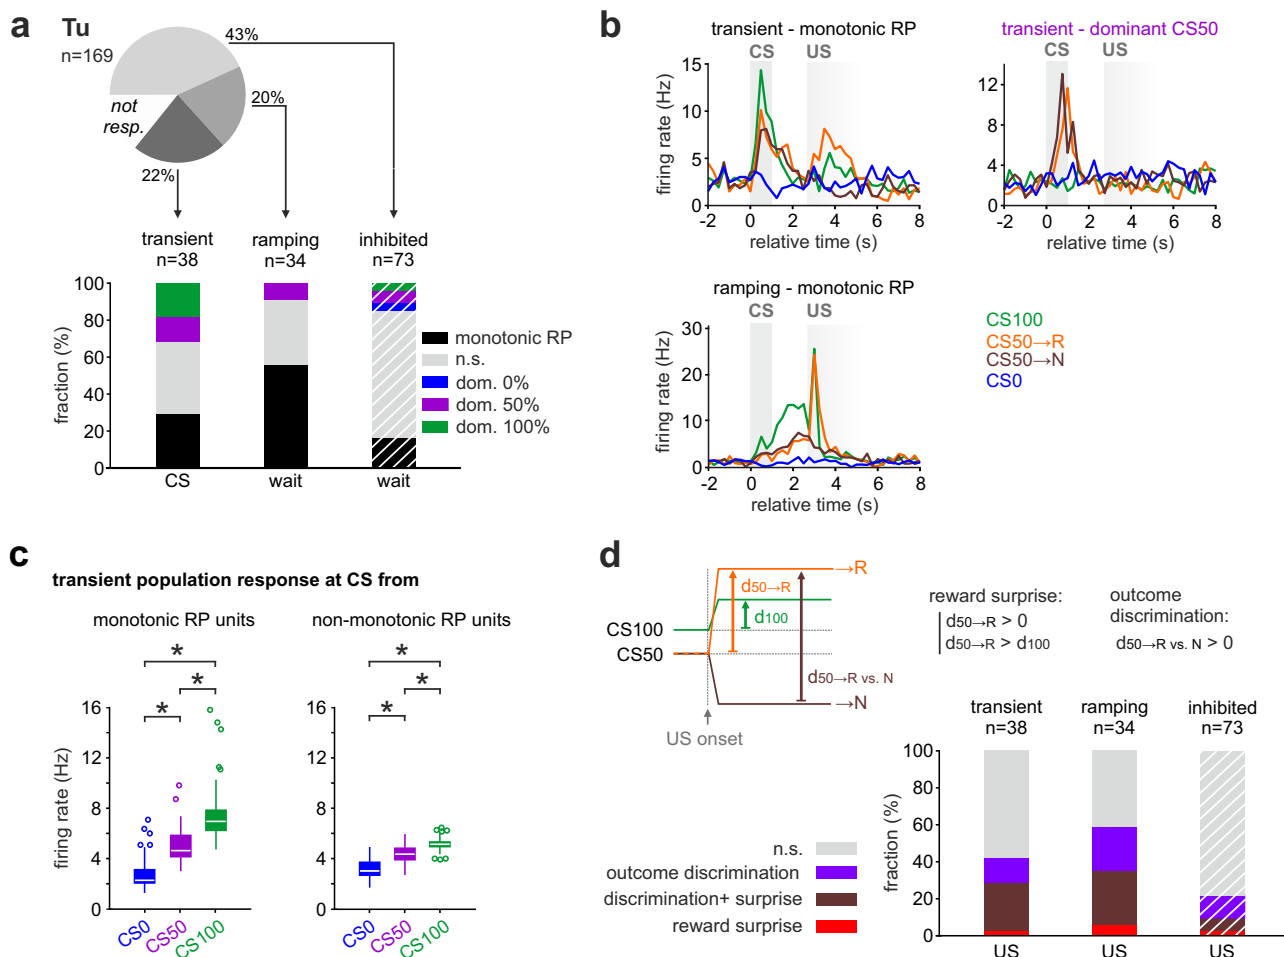 a
Tu
n=169
43%
20%
not
resp.
22%
transient
n=38
ramping
n=34
inhibited
n=73
fraction (%)
100
80
60
40
20
0
CS
wait
wait
monotonic RP
n.s.
dom. 0%
dom. 50%
dom. 100%
b
transient - monotonic RP
CS
US
firing rate (Hz)
15
10
5
0
-2
0
2
4
6
8
relative time (s)
transient - dominant CS50
CS
US
12
8
4
0
-2
0
2
4
6
8
relative time (s)
ramping - monotonic RP
CS
US
firing rate (Hz)
30
20
10
0
-2
0
2
4
6
8
relative time (s)
CS100
CS50→R
CS50→N
CS0
c
transient population response at CS from
monotonic RP units
non-monotonic RP units
*
*
*
*
*
*
firing rate (Hz)
16
12
8
4
0
CS0
CS50
CS100
16
12
8
4
0
CS0
CS50
CS100
d
→R
d50→R
d100
CS100
CS50
d50→R vs. N
→N
US onset
reward surprise:
d50→R > 0
d50→R > d100
outcome
discrimination:
d50→R vs. N > 0
n.s.
outcome discrimination
discrimination+ surprise
reward surprise
transient
n=38
ramping
n=34
inhibited
n=73
fraction (%)
100
80
60
40
20
0
US
US
US